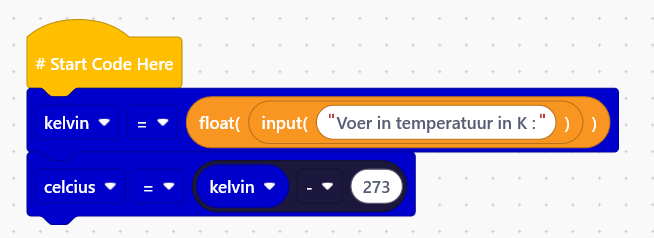 # Start Code Here
kelvin = float( input( "Voer in temperatuur in K :" ) )
celcius = kelvin - 273